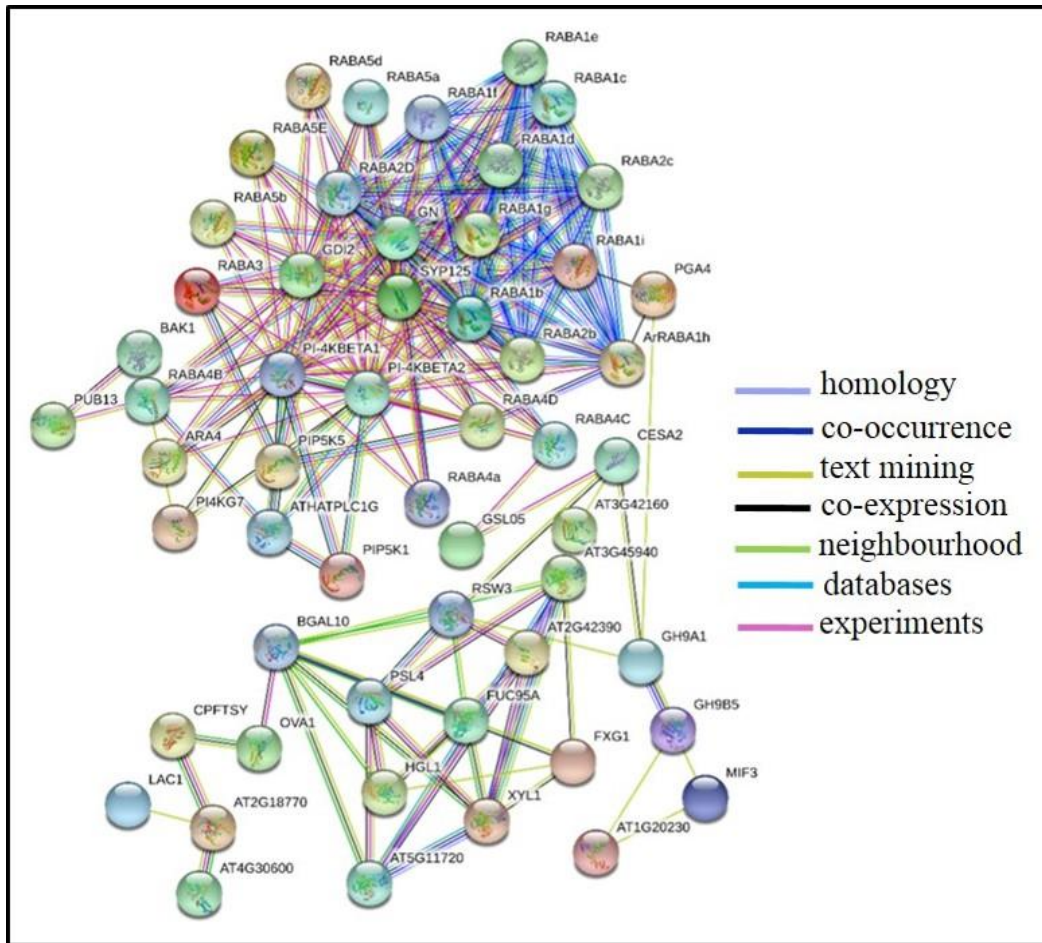 RABA1e
RABA5d
RABA5a
RABA1c
RABA1f
RABA5E
RABA1d
RABA2D
RABA2c
RABA5b
GN
RABA1g
GDI2
RABA1i
RABA3
SYP125
PGA4
RABA1b
BAK1
RABA2b
ArRABA1h
PI-4KBETA1
PI-4KBETA2
RABA4B
homology
PUB13
RABA4D
RABA4C
co-occurrence
ARA4
PIP5K5
CESA2
text mining
RABA4a
PI4KG7
ATHATPLC1G
AT3G42160
co-expression
GSL05
neighbourhood
PIP5K1
AT3G45940
databases
RSW3
experiments
BGAL10
AT2G42390
GH9A1
PSL4
FUC95A
CPFTSY
OVA1
GH9B5
FXG1
HGL1
LAC1
MIF3
AT2G18770
XYL1
AT1G20230
AT5G11720
AT4G30600